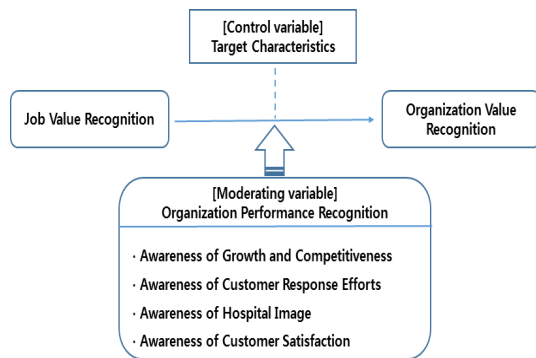 [Control variable]
Target Characteristics
Job Value Recognition
Organization Value
Recognition
[Moderating variable]
Organization Performance Recognition
· Awareness of Growth and Competitiveness
· Awareness of Customer Response Efforts
· Awareness of Hospital Image
· Awareness of Customer Satisfaction